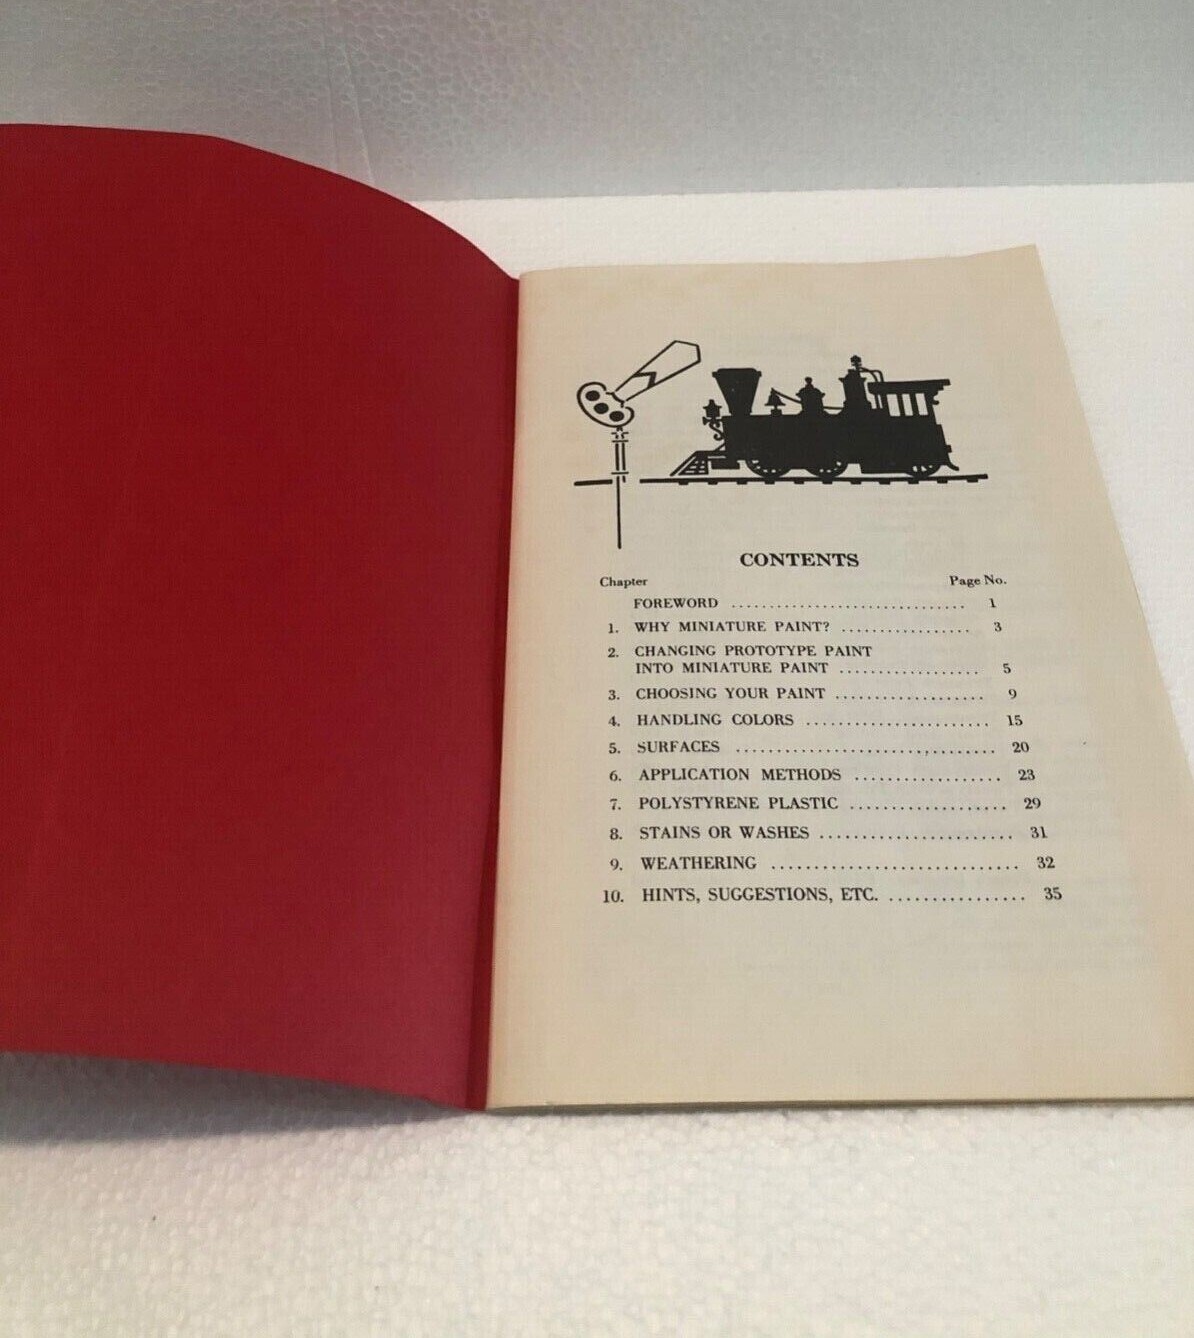 CONTENTS
Chapter Page No.
FOREWORD .............................. 1
1. WHY MINIATURE PAINT? ................. 3
2. CHANGING PROTOTYPE PAINT
INTO MINIATURE PAINT .................. 5
3. CHOOSING YOUR PAINT ................... 9
4. HANDLING COLORS ....................... 15
5. SURFACES ............................... 20
6. APPLICATION METHODS .................. 23
7. POLYSTYRENE PLASTIC ................... 29
8. STAINS OR WASHES ....................... 31
9. WEATHERING ............................. 32
10. HINTS, SUGGESTIONS, ETC. ................ 35